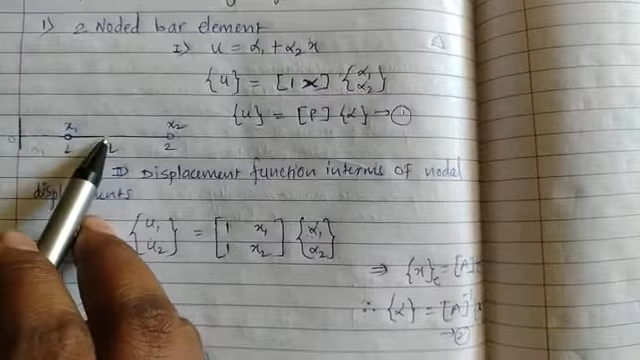 1) 2 Noded bar element
I) u = α₁ + α₂x
{u} = [1 x] {α₁ α₂}
{u} = [P] {α} → ①
x₁ x₂
0 1 2
II) Displacement function interms of nodal
{u₁ u₂} = [1 x₁ 1 x₂] {α₁ α₂}
⇒ {x}e = [A]
∴ {α} = [A]⁻¹
→ ②